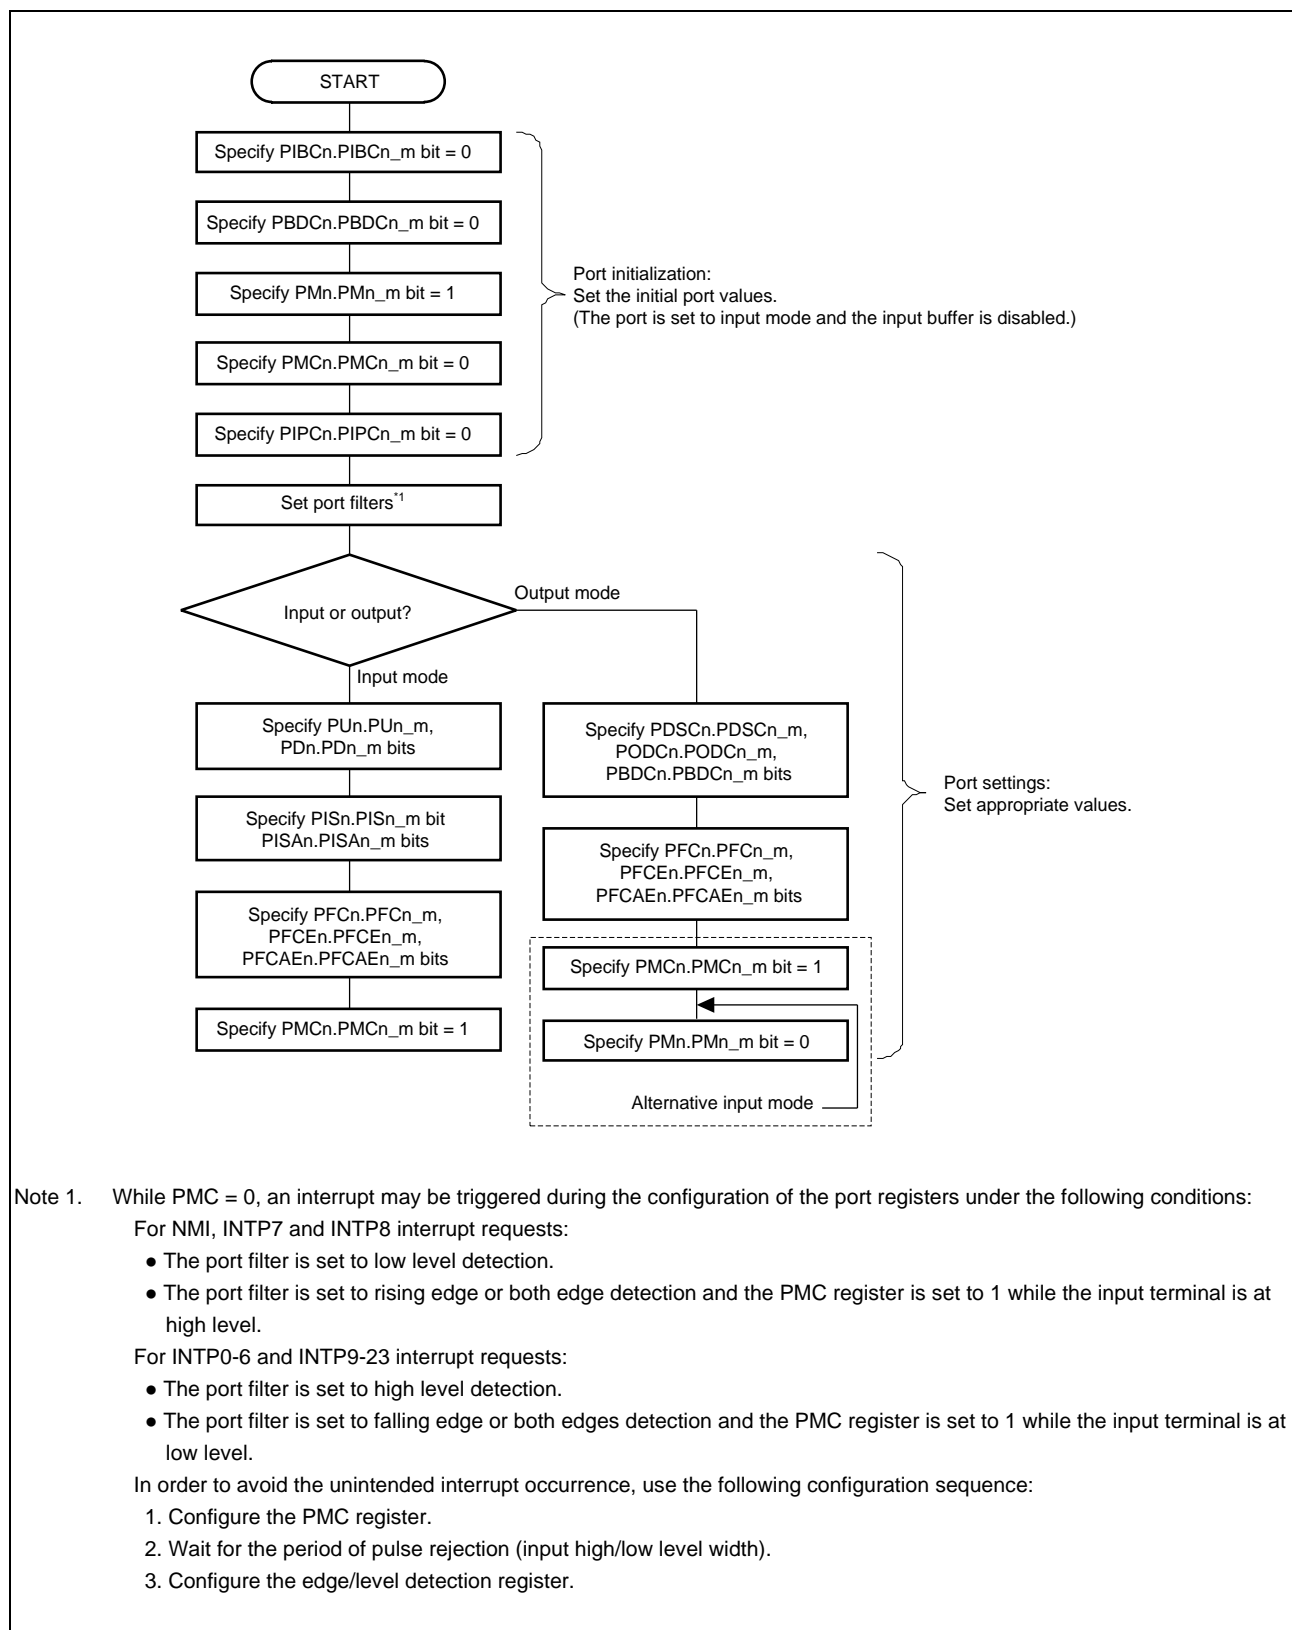 START
Specify PIBCn.PIBCn_m bit = 0
Specify PBDCn.PBDCn_m bit = 0
Specify PMn.PMn_m bit = 1
Specify PMCn.PMCn_m bit = 0
Specify PIPCn.PIPCn_m bit = 0
Port initialization:
Set the initial port values.
(The port is set to input mode and the input buffer is disabled.)
Set port filters*1
Input or output?
Output mode
Input mode
Specify PUn.PUn_m,
PDn.PDn_m bits
Specify PISn.PISn_m bit
PISAn.PISAn_m bits
Specify PFCn.PFCn_m,
PFCEn.PFCEn_m,
PFCAEn.PFCAEn_m bits
Specify PMCn.PMCn_m bit = 1
Specify PDSCn.PDSCn_m,
PODCn.PODCn_m,
PBDCn.PBDCn_m bits
Specify PFCn.PFCn_m,
PFCEn.PFCEn_m,
PFCAEn.PFCAEn_m bits
Specify PMCn.PMCn_m bit = 1
Specify PMn.PMn_m bit = 0
Alternative input mode
Port settings:
Set appropriate values.
Note 1. While PMC = 0, an interrupt may be triggered during the configuration of the port registers under the following conditions:
For NMI, INTP7 and INTP8 interrupt requests:
● The port filter is set to low level detection.
● The port filter is set to rising edge or both edge detection and the PMC register is set to 1 while the input terminal is at
high level.
For INTP0-6 and INTP9-23 interrupt requests:
● The port filter is set to high level detection.
● The port filter is set to falling edge or both edges detection and the PMC register is set to 1 while the input terminal is at
low level.
In order to avoid the unintended interrupt occurrence, use the following configuration sequence:
1. Configure the PMC register.
2. Wait for the period of pulse rejection (input high/low level width).
3. Configure the edge/level detection register.